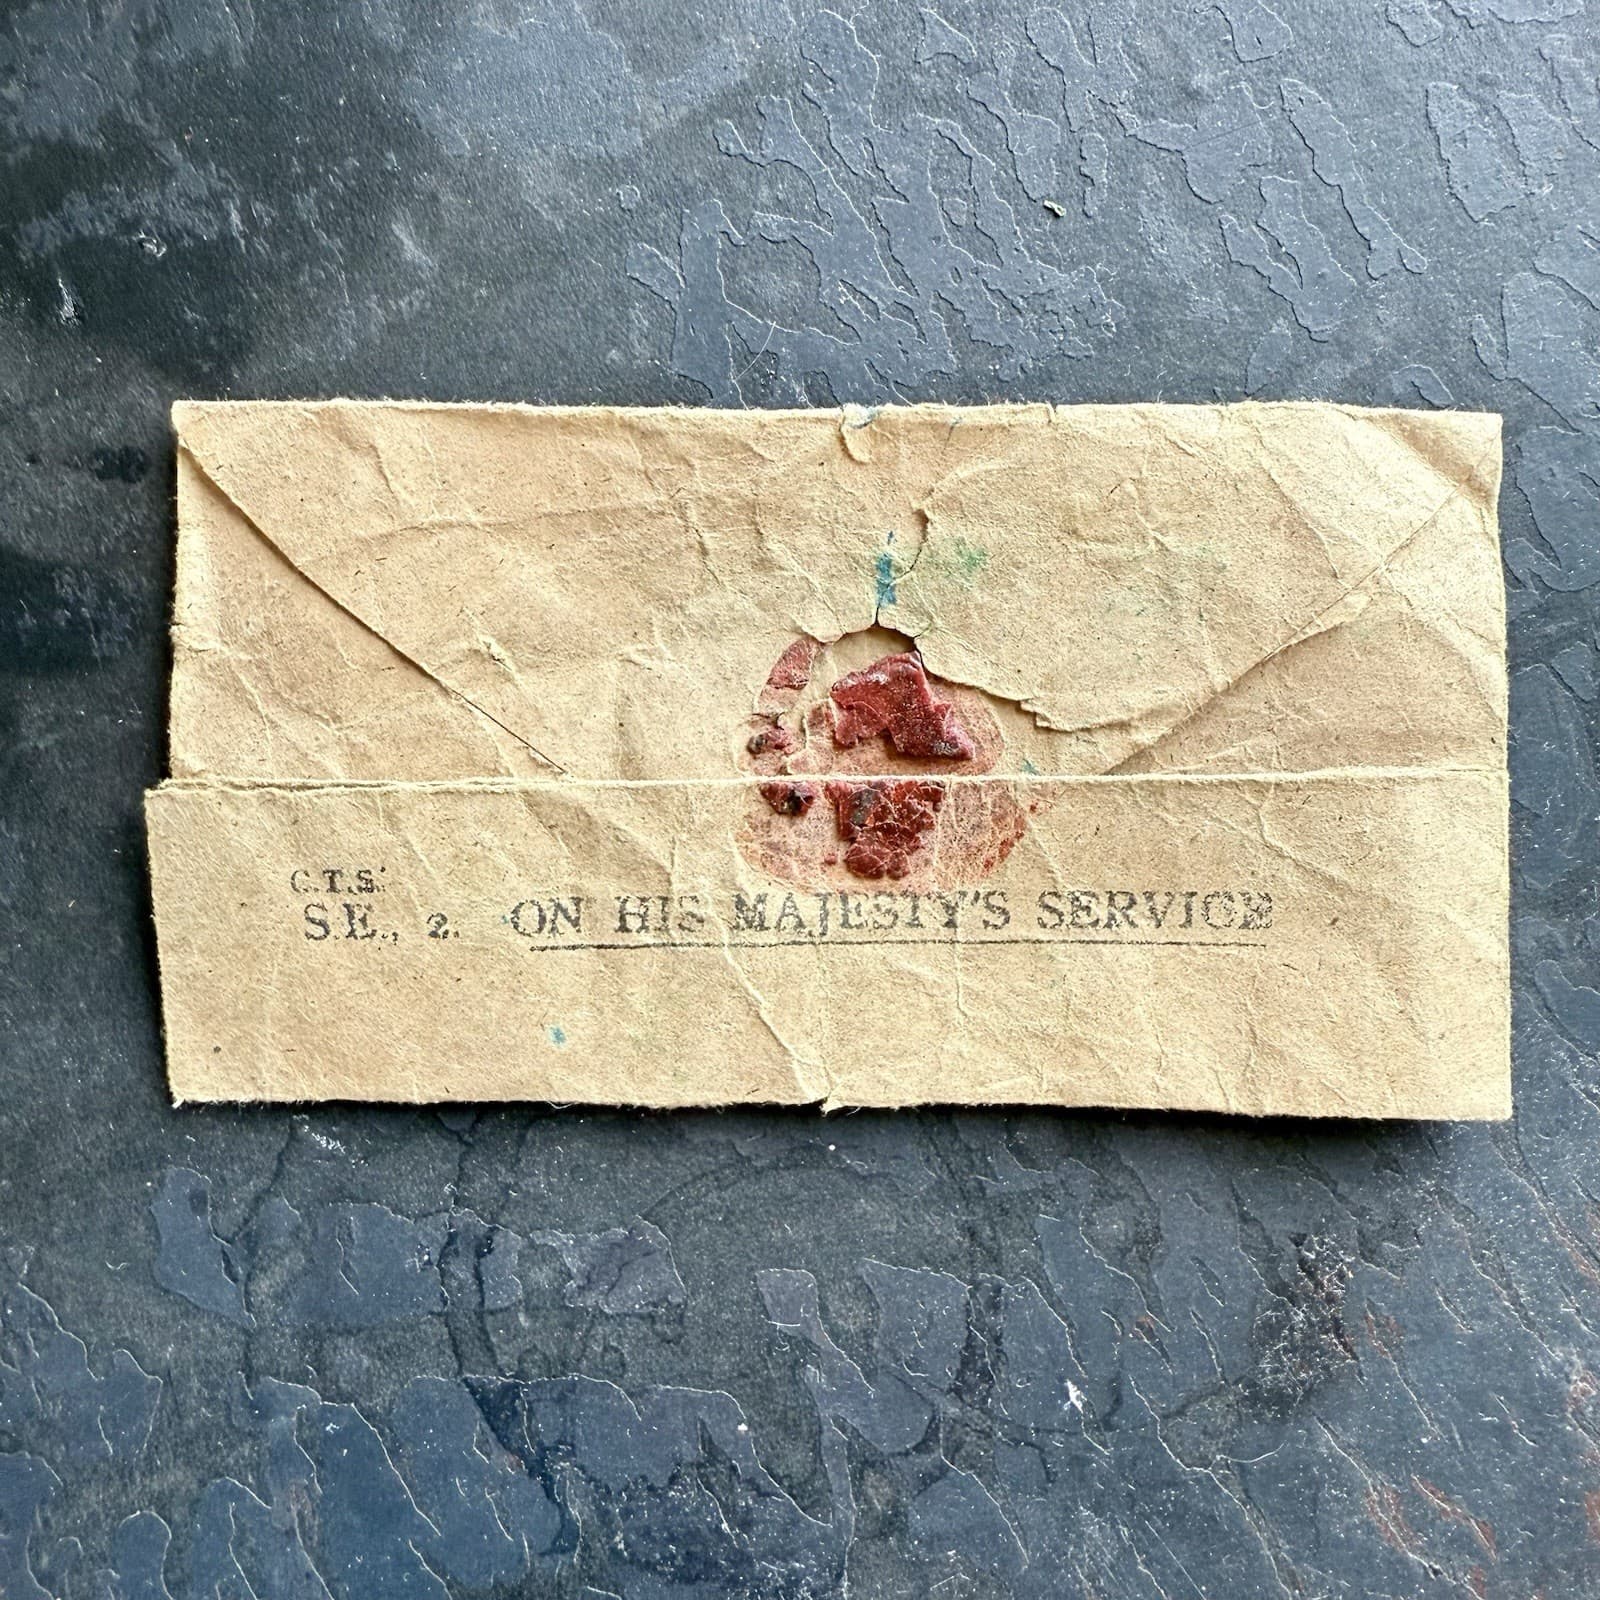 C.T.S.
S.E., 2. ON HIS MAJESTY'S SERVICE